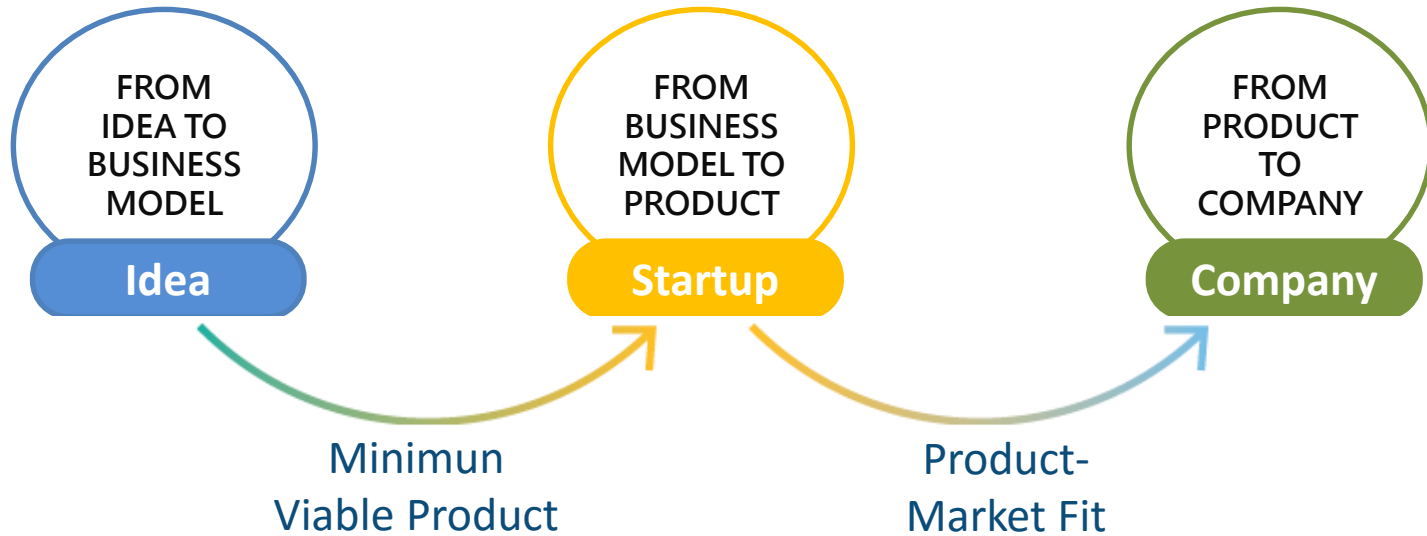 FROM
IDEA TO
BUSINESS
MODEL
Idea
FROM
BUSINESS
MODEL TO
PRODUCT
Startup
FROM
PRODUCT
TO
COMPANY
Company
Minimun
Viable Product
Product-
Market Fit